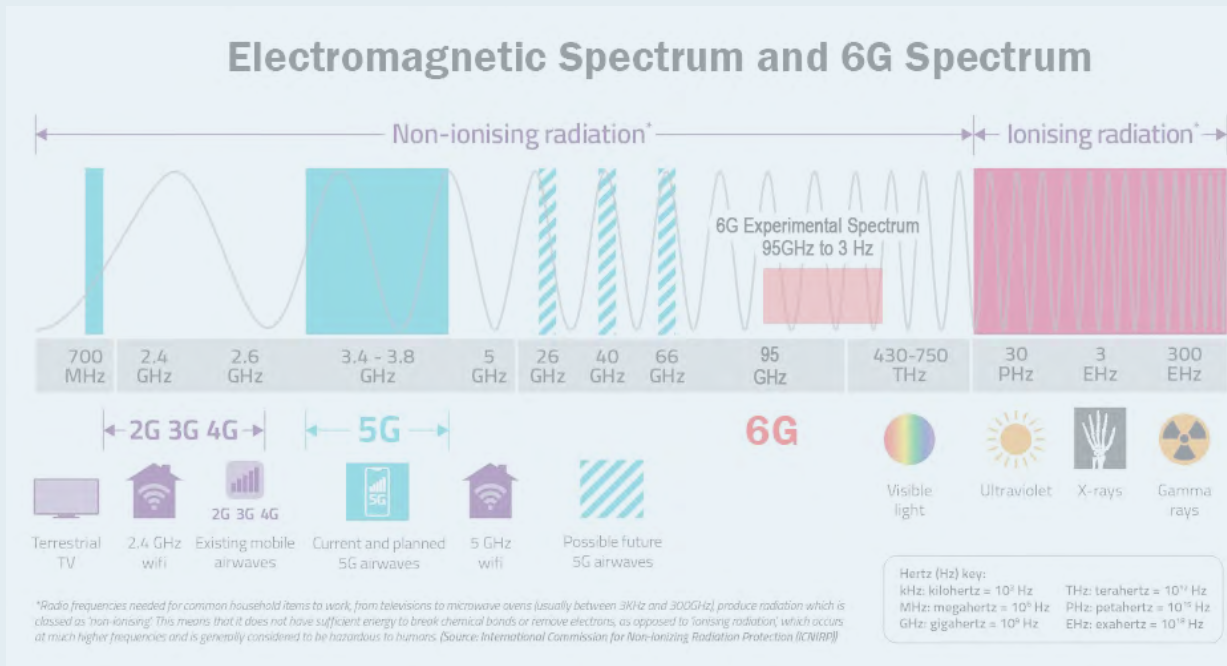 Electromagnetic Spectrum and 6G Spectrum
Non-ionising radiation*
Ionising radiation*
6G Experimental Spectrum
95GHz to 3 Hz
700 MHz
2.4 GHz
2.6 GHz
3.4 - 3.8 GHz
5 GHz
26 GHz
40 GHz
66 GHz
95 GHz
430-750 THz
30 PHz
3 EHz
300 EHz
2G 3G 4G
5G
6G
5G
2G 3G 4G
Terrestrial TV
2.4 GHz wifi
Existing mobile airwaves
Current and planned 5G airwaves
5 GHz wifi
Possible future 5G airwaves
Visible light
Ultraviolet
X-rays
Gamma rays
Hertz (Hz) key:
kHz: kilohertz = 10³ Hz
MHz: megahertz = 10⁶ Hz
GHz: gigahertz = 10⁹ Hz
THz: terahertz = 10¹² Hz
PHz: petahertz = 10¹⁵ Hz
EHz: exahertz = 10¹⁸ Hz
*Radio frequencies needed for common household items to work, from televisions to microwave ovens (usually between 3KHz and 300GHz), produce radiation which is
classed as 'non-ionising'. This means that it does not have sufficient energy to break chemical bonds or remove electrons, as opposed to 'ionising radiation', which occurs
at much higher frequencies and is generally considered to be hazardous to humans. (Source: International Commission for Non-Ionizing Radiation Protection (ICNIRP))